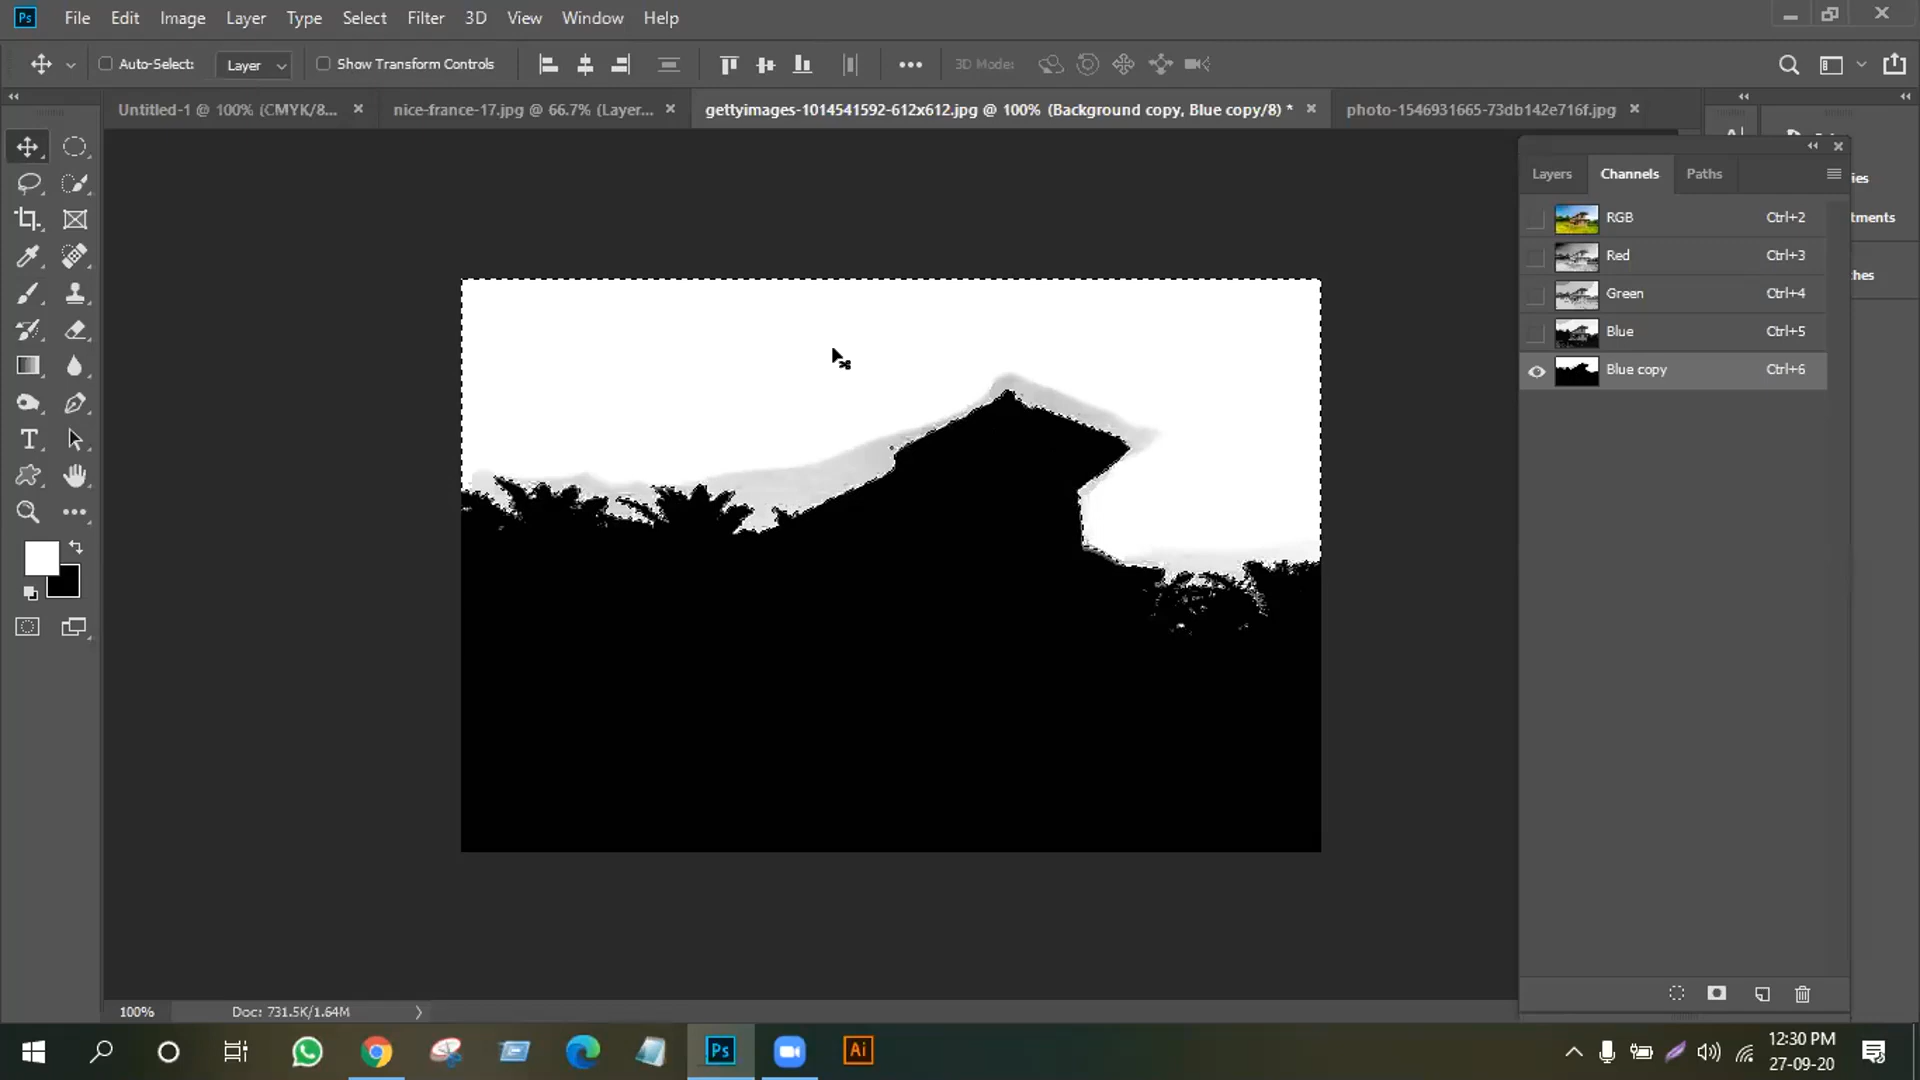 Ps File Edit Image Layer Type Select Filter 3D View Window Help
Auto-Select: Layer Show Transform Controls 3D Mode:
Untitled-1 @ 100% (CMYK/8... × nice-france-17.jpg @ 66.7% (Layer... × gettyimages-1014541592-612x612.jpg @ 100% (Background copy, Blue copy/8) * × photo-1546931665-73db142e716f.jpg ×
Layers Channels Paths
ies
RGB Ctrl+2
tments
Red Ctrl+3
hes
Green Ctrl+4
Blue Ctrl+5
Blue copy Ctrl+6
T
100% Doc: 731.5K/1.64M
Ps Ai
12:30 PM
27-09-20